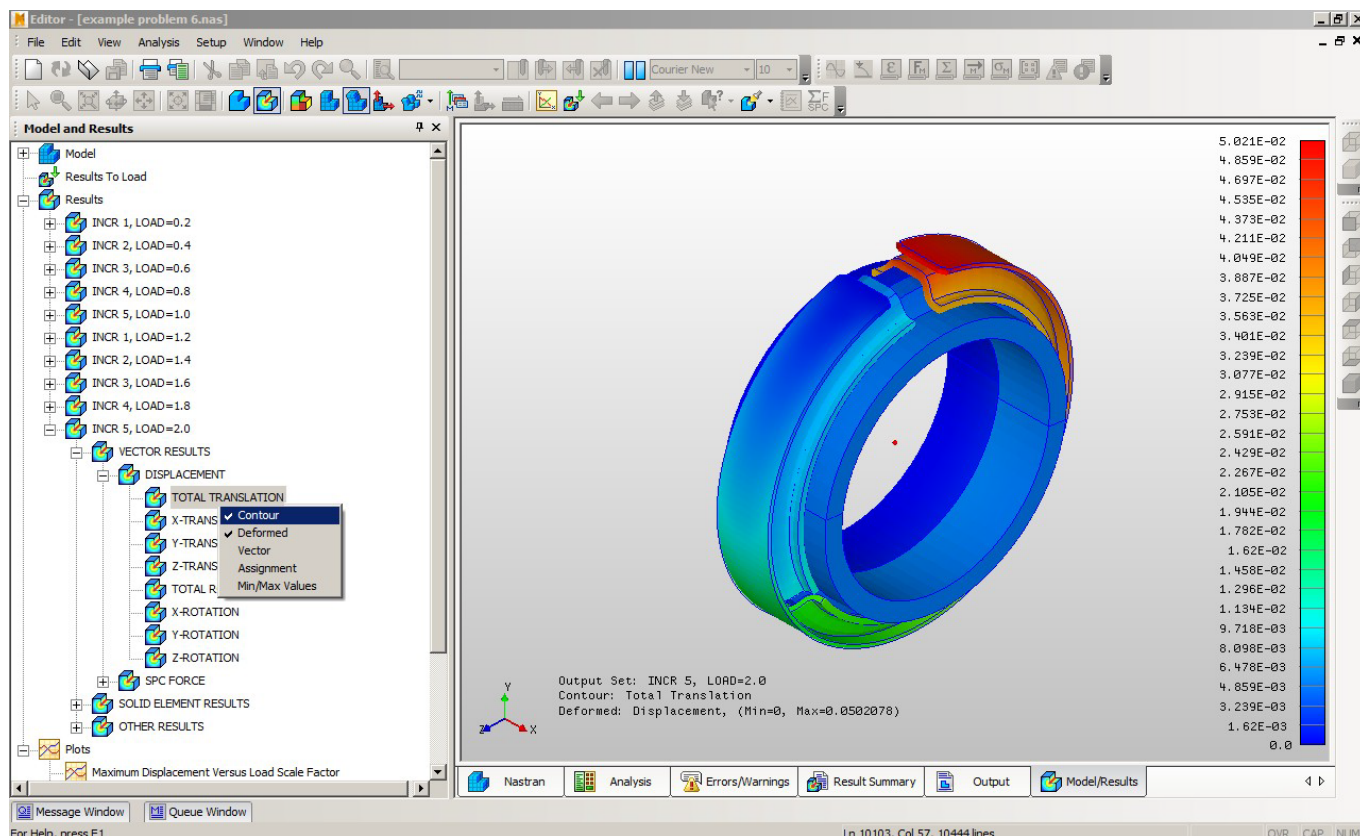 Editor - [example problem 6.nas]
File Edit View Analysis Setup Window Help
Courier New 10
ΣF
SPC
Model and Results
Model
Results To Load
Results
INCR 1, LOAD=0.2
INCR 2, LOAD=0.4
INCR 3, LOAD=0.6
INCR 4, LOAD=0.8
INCR 5, LOAD=1.0
INCR 1, LOAD=1.2
INCR 2, LOAD=1.4
INCR 3, LOAD=1.6
INCR 4, LOAD=1.8
INCR 5, LOAD=2.0
VECTOR RESULTS
DISPLACEMENT
TOTAL TRANSLATION
X-TRANS
Y-TRANS
Z-TRANS
TOTAL R
X-ROTATION
Y-ROTATION
Z-ROTATION
SPC FORCE
SOLID ELEMENT RESULTS
OTHER RESULTS
Plots
Maximum Displacement Versus Load Scale Factor
Contour
Deformed
Vector
Assignment
Min/Max Values
5.021E-02
4.859E-02
4.697E-02
4.535E-02
4.373E-02
4.211E-02
4.049E-02
3.887E-02
3.725E-02
3.563E-02
3.401E-02
3.239E-02
3.077E-02
2.915E-02
2.753E-02
2.591E-02
2.429E-02
2.267E-02
2.105E-02
1.944E-02
1.782E-02
1.62E-02
1.458E-02
1.296E-02
1.134E-02
9.718E-03
8.098E-03
6.478E-03
4.859E-03
3.239E-03
1.62E-03
0.0
Y
Z
X
Output Set: INCR 5, LOAD=2.0
Contour: Total Translation
Deformed: Displacement, (Min=0, Max=0.0502078)
Nastran Analysis Errors/Warnings Result Summary Output Model/Results
Message Window Queue Window
For Help, press F1 Ln 10103, Col 57, 10444 lines OVR CAP NUM